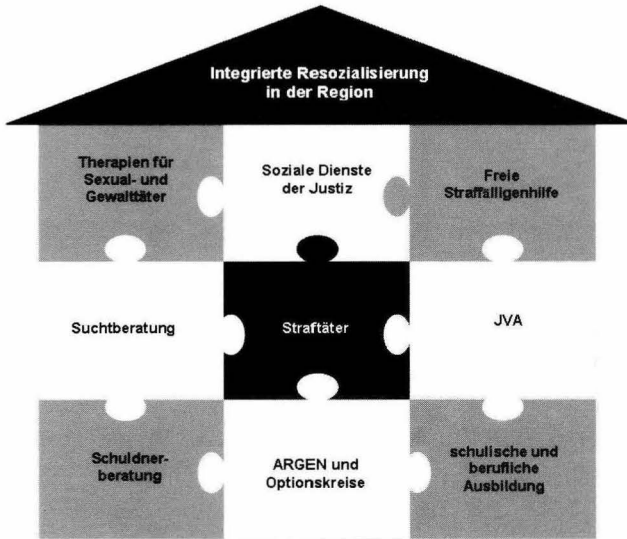 Integrierte Resozialisierung
in der Region
Therapien für
Sexual- und
Gewalttäter
Soziale Dienste
der Justiz
Freie
Straffälligenhilfe
Suchtberatung
Straftäter
JVA
Schuldner-
beratung
ARGEN und
Optionskreise
schulische und
berufliche
Ausbildung